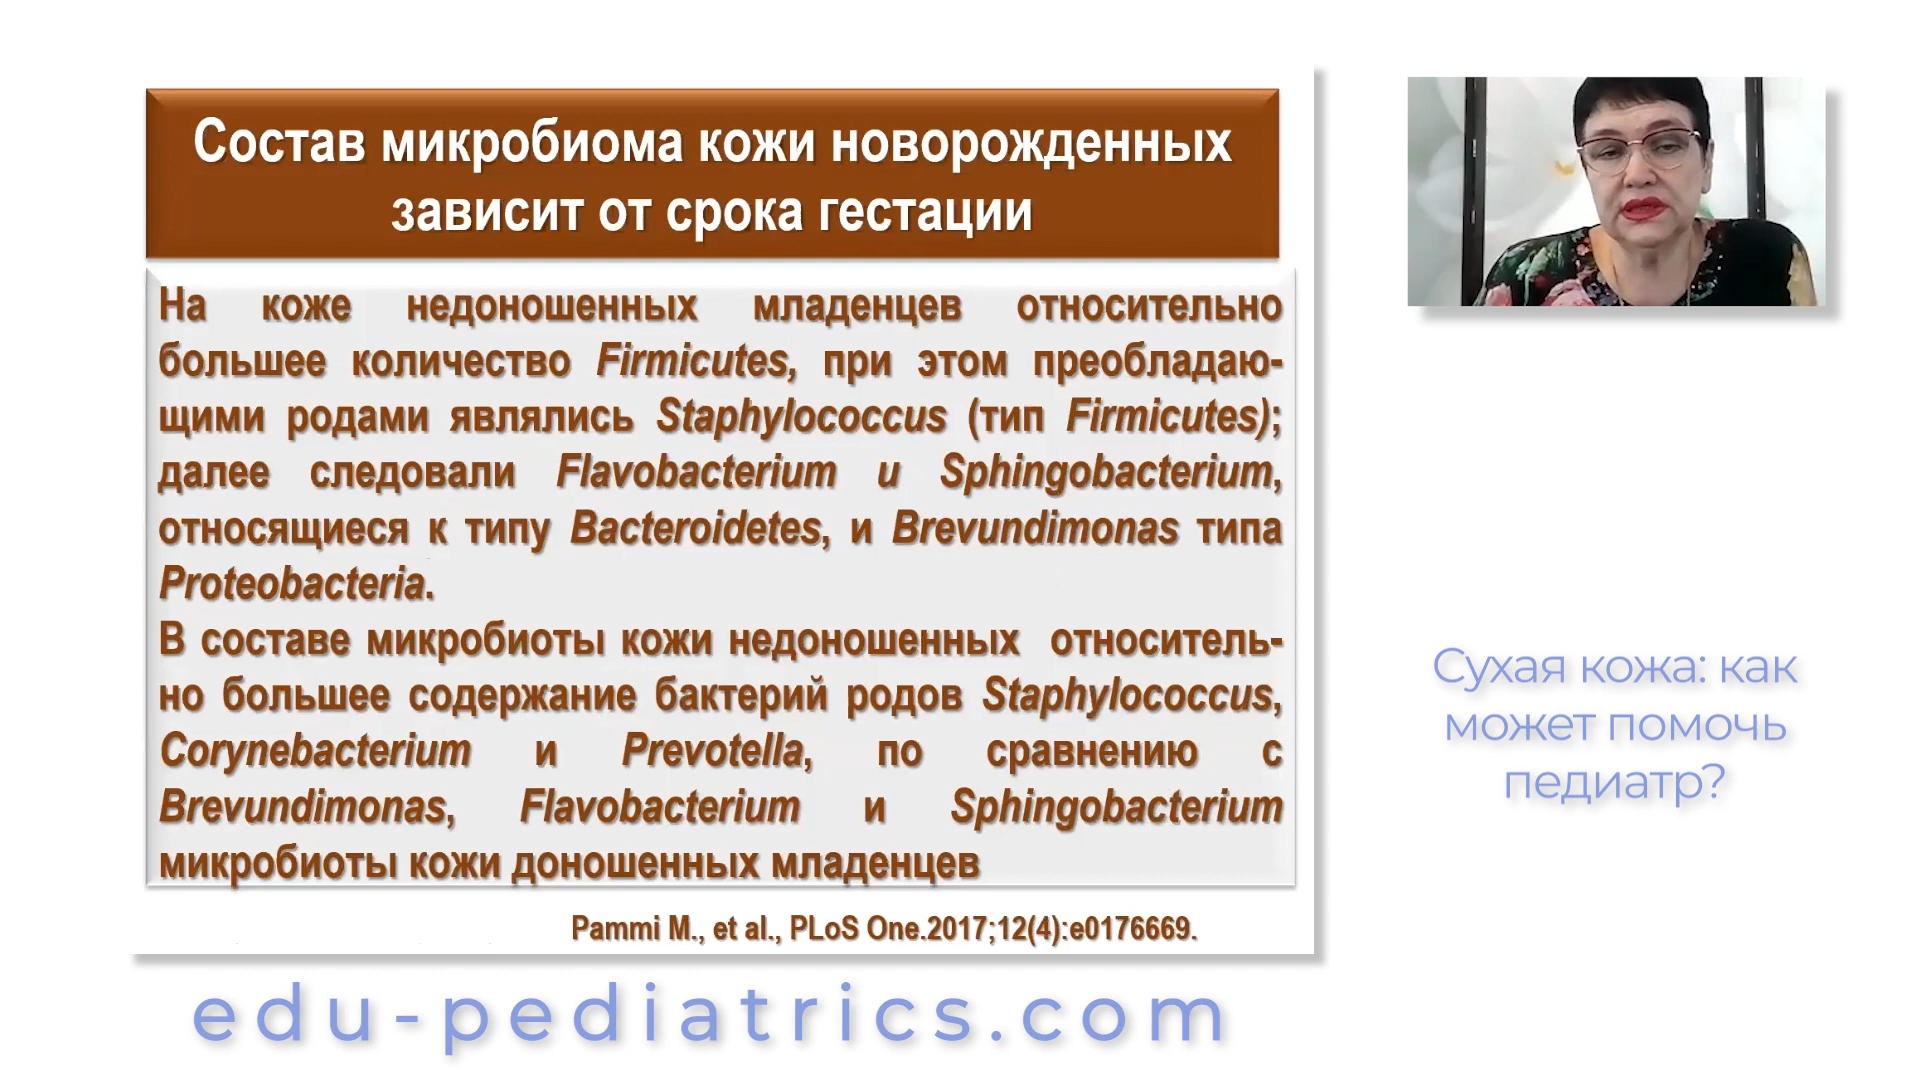 Состав микробиома кожи новорожденных
зависит от срока гестации
На коже недоношенных младенцев относительно
большее количество Firmicutes, при этом преобладаю-
щими родами являлись Staphylococcus (тип Firmicutes);
далее следовали Flavobacterium и Sphingobacterium,
относящиеся к типу Bacteroidetes, и Brevundimonas типа
Proteobacteria.
В составе микробиоты кожи недоношенных относитель-
но большее содержание бактерий родов Staphylococcus,
Corynebacterium и Prevotella, по сравнению с
Brevundimonas, Flavobacterium и Sphingobacterium
микробиоты кожи доношенных младенцев
Pammi M., et al., PLoS One.2017;12(4):e0176669.
edu-pediatrics.com
Сухая кожа: как
может помочь
педиатр?